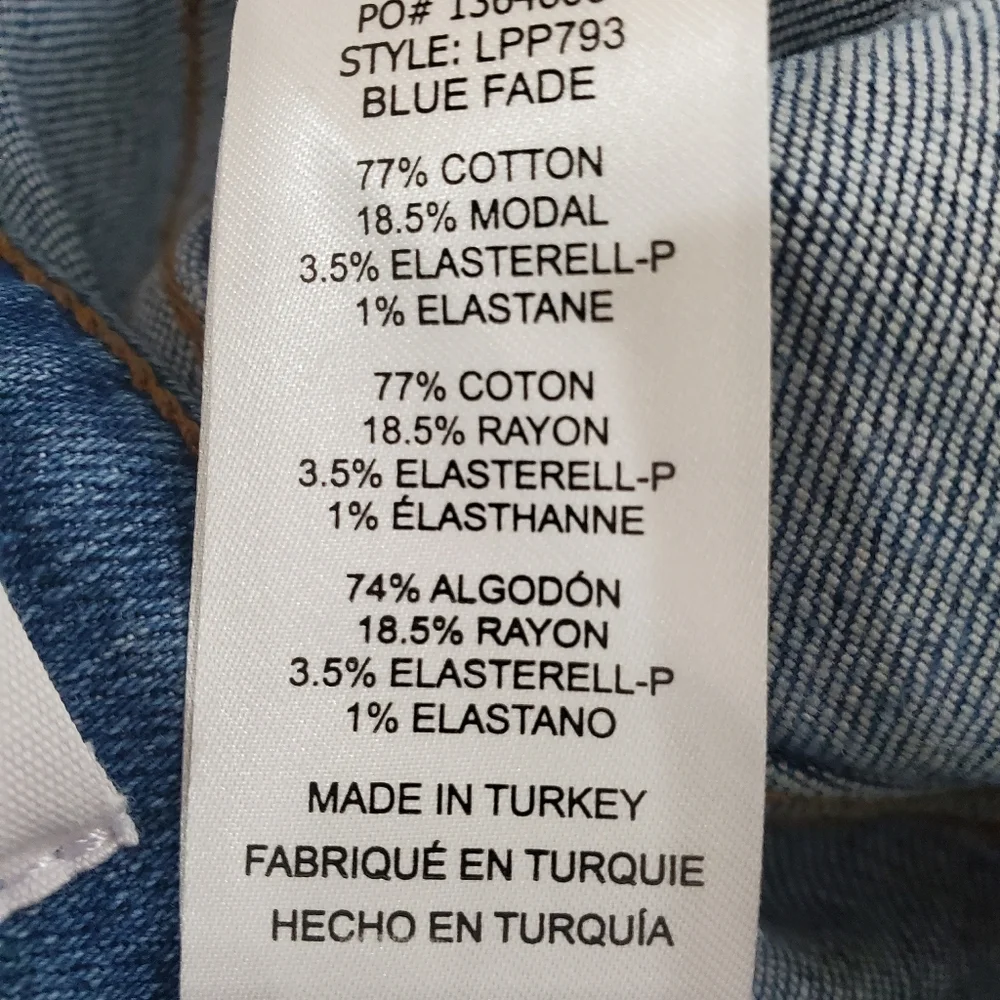 PO#
STYLE: LPP793
BLUE FADE
77% COTTON
18.5% MODAL
3.5% ELASTERELL-P
1% ELASTANE
77% COTON
18.5% RAYON
3.5% ELASTERELL-P
1% ÉLASTHANNE
74% ALGODÓN
18.5% RAYON
3.5% ELASTERELL-P
1% ELASTANO
MADE IN TURKEY
FABRIQUÉ EN TURQUIE
HECHO EN TURQUÍA